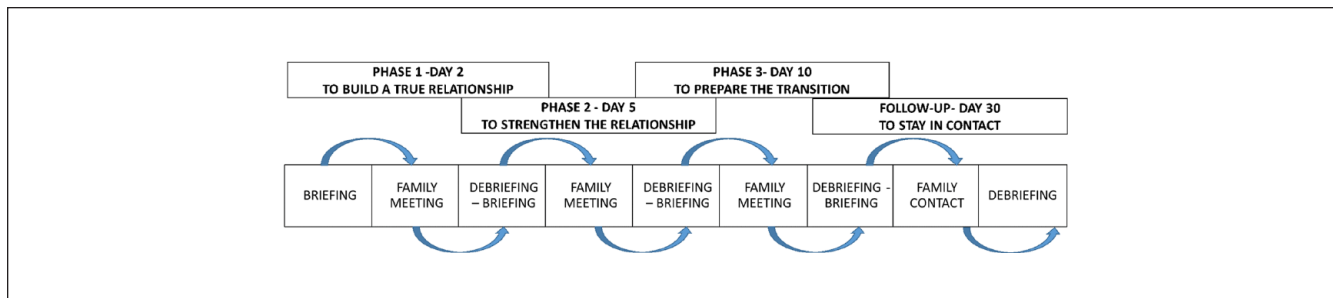 PHASE 1 -DAY 2
TO BUILD A TRUE RELATIONSHIP
PHASE 2 - DAY 5
TO STRENGTHEN THE RELATIONSHIP
PHASE 3- DAY 10
TO PREPARE THE TRANSITION
FOLLOW-UP- DAY 30
TO STAY IN CONTACT
BRIEFING
FAMILY
MEETING
DEBRIEFING
– BRIEFING
FAMILY
MEETING
DEBRIEFING
– BRIEFING
FAMILY
MEETING
DEBRIEFING -
BRIEFING
FAMILY
CONTACT
DEBRIEFING